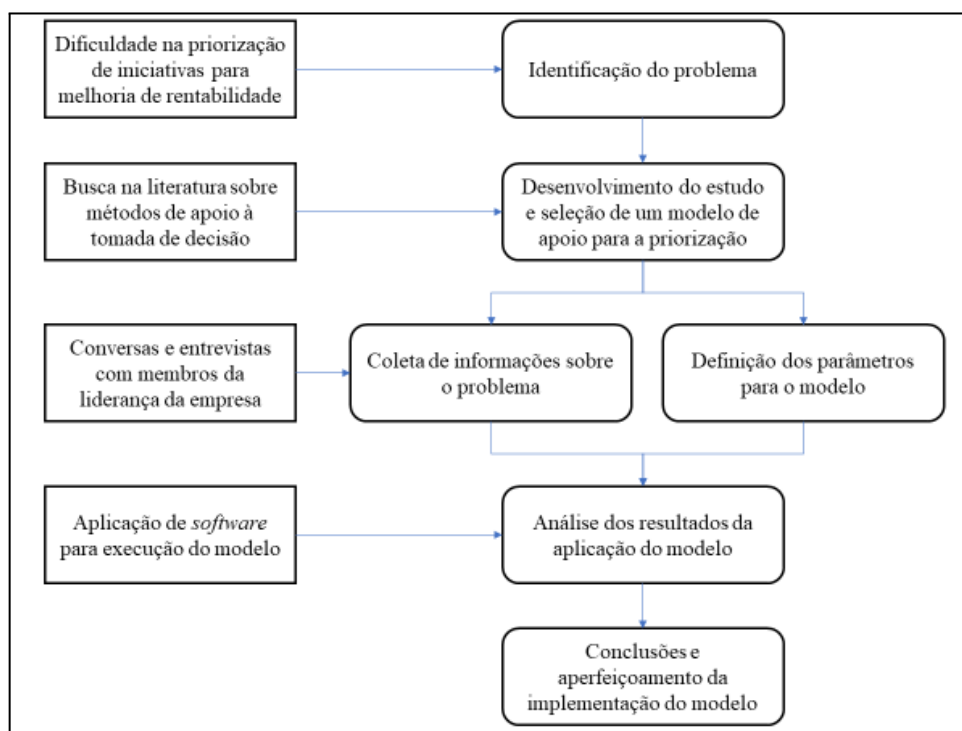 Dificuldade na priorização
de iniciativas para
melhoria de rentabilidade
Identificação do problema
Busca na literatura sobre
métodos de apoio à
tomada de decisão
Desenvolvimento do estudo
e seleção de um modelo de
apoio para a priorização
Conversas e entrevistas
com membros da
liderança da empresa
Coleta de informações sobre
o problema
Definição dos parâmetros
para o modelo
Aplicação de software
para execução do modelo
Análise dos resultados da
aplicação do modelo
Conclusões e
aperfeiçoamento da
implementação do modelo